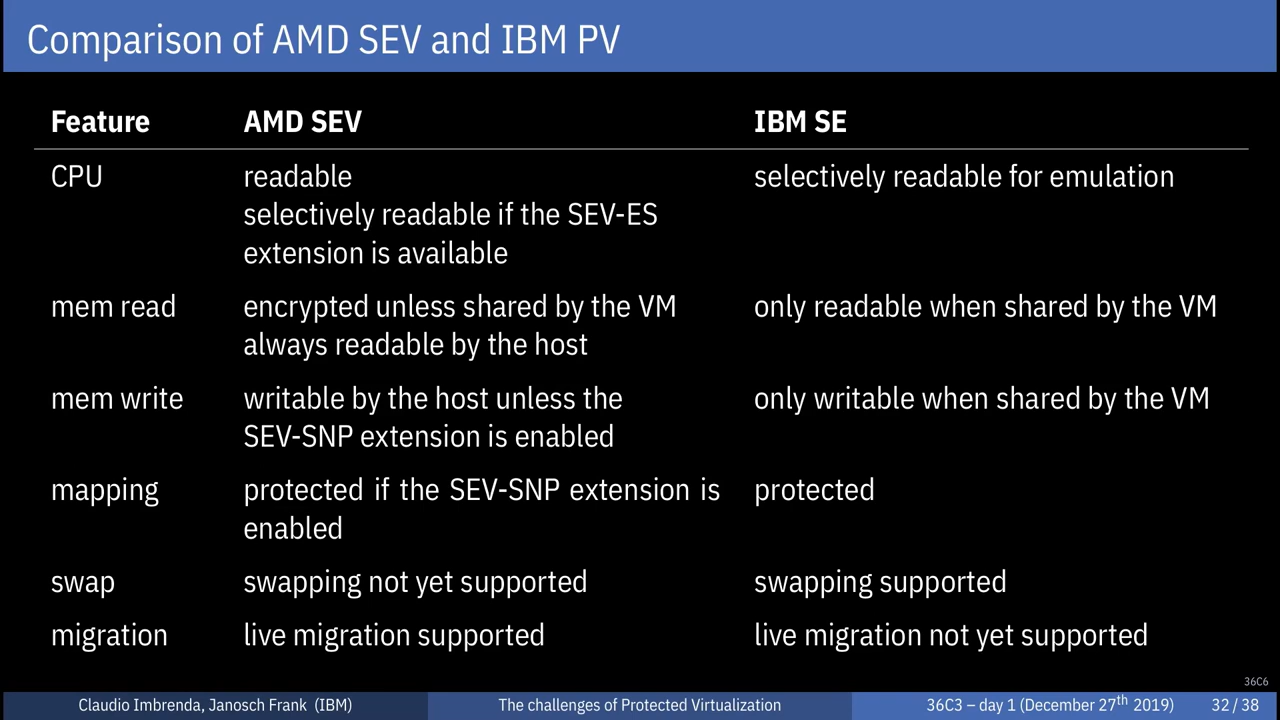 Comparison of AMD SEV and IBM PV
Feature AMD SEV IBM SE
CPU readable selectively readable for emulation
selectively readable if the SEV-ES
extension is available
mem read encrypted unless shared by the VM only readable when shared by the VM
always readable by the host
mem write writable by the host unless the only writable when shared by the VM
SEV-SNP extension is enabled
mapping protected if the SEV-SNP extension is protected
enabled
swap swapping not yet supported swapping supported
migration live migration supported live migration not yet supported
36C6
Claudio Imbrenda, Janosch Frank (IBM) The challenges of Protected Virtualization 36C3 – day 1 (December 27th 2019) 32 / 38